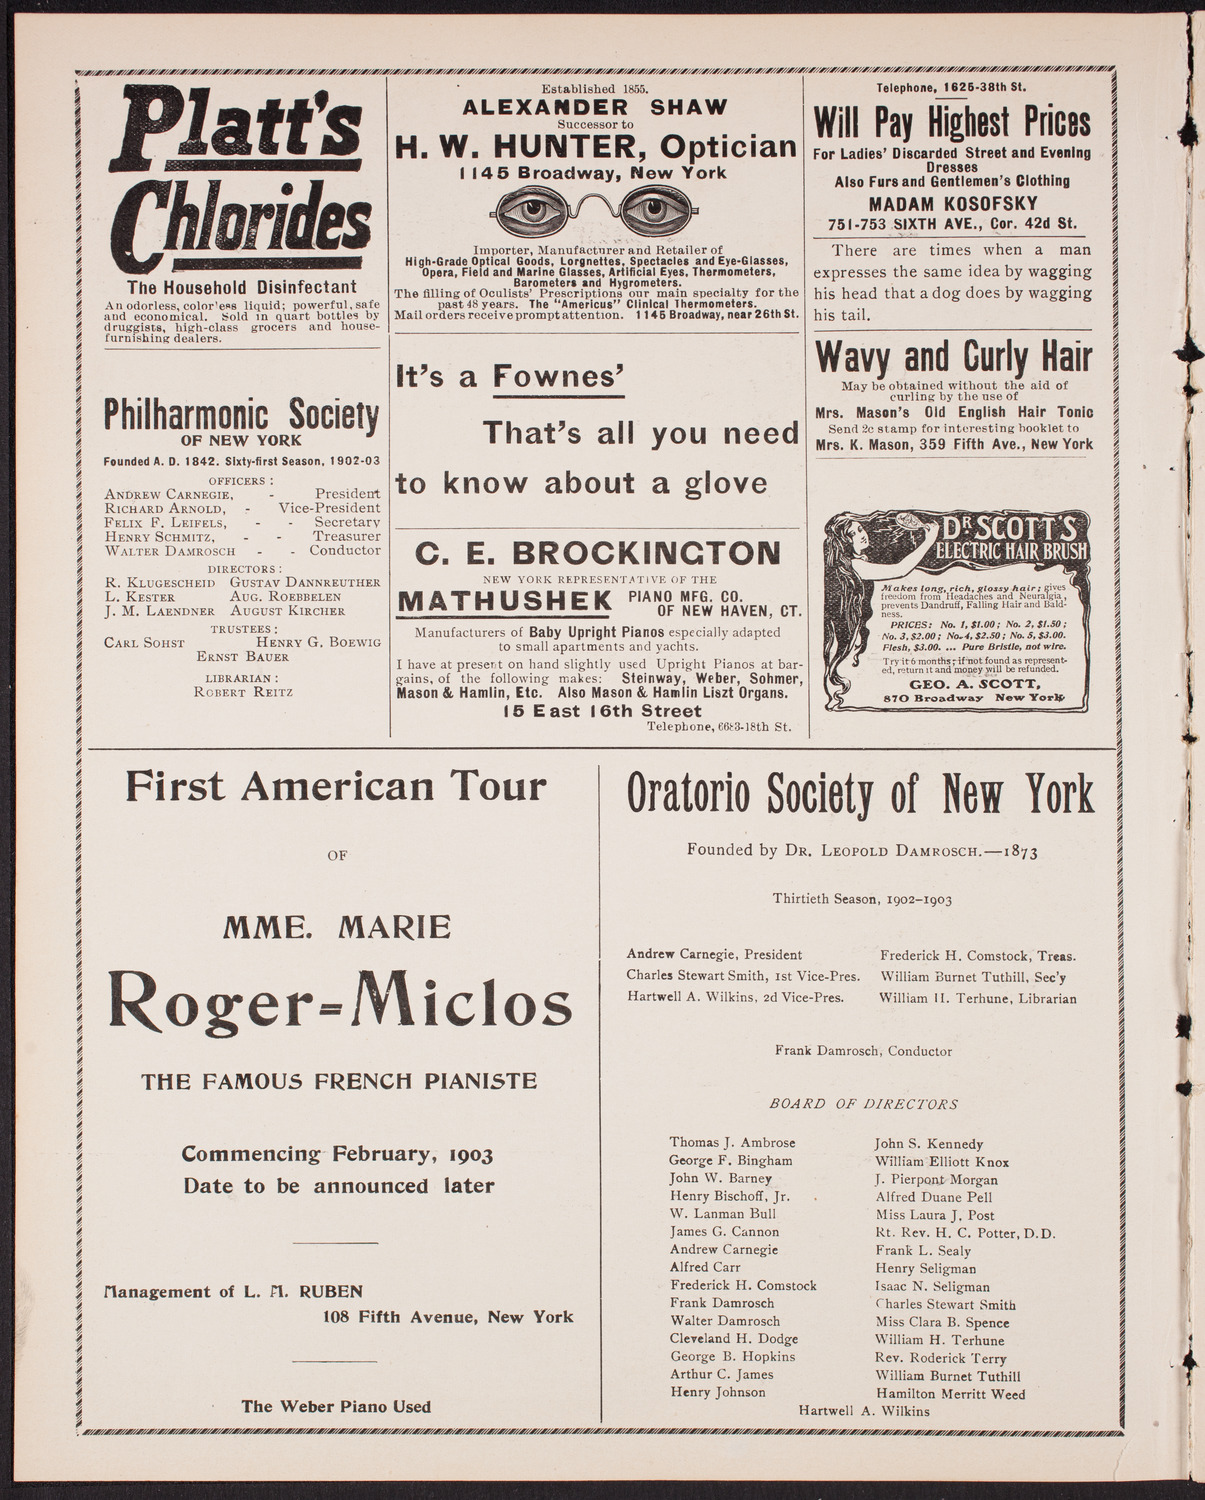 Platt's
Chlorides
The Household Disinfectant
An odorless, colorless liquid; powerful, safe
and economical. Sold in quart bottles by
druggists, high-class grocers and house-
furnishing dealers.
Philharmonic Society
OF NEW YORK
Founded A. D. 1842. Sixty-first Season, 1902-03
OFFICERS:
ANDREW CARNEGIE, - President
RICHARD ARNOLD, - Vice-President
FELIX F. LEIFELS, - - Secretary
HENRY SCHMITZ, - - Treasurer
WALTER DAMROSCH - - Conductor
DIRECTORS:
R. KLUGESCHEID GUSTAV DANNREUTHER
L. KESTER AUG. ROEBBELEN
J. M. LAENDNER AUGUST KIRCHER
TRUSTEES:
CARL SOHST HENRY G. BOEWIG
ERNST BAUER
LIBRARIAN:
ROBERT REITZ
Established 1855.
ALEXANDER SHAW
Successor to
H. W. HUNTER, Optician
1145 Broadway, New York
Importer, Manufacturer and Retailer of
High-Grade Optical Goods, Lorgnettes, Spectacles and Eye-Glasses,
Opera, Field and Marine Glasses, Artificial Eyes, Thermometers,
Barometers and Hygrometers.
The filling of Oculists' Prescriptions our main specialty for the
past 48 years. The "Americus" Clinical Thermometers.
Mail orders receive prompt attention. 1145 Broadway, near 26th St.
It's a Fownes'
That's all you need
to know about a glove
C. E. BROCKINGTON
NEW YORK REPRESENTATIVE OF THE
MATHUSHEK PIANO MFG. CO.
OF NEW HAVEN, CT.
Manufacturers of Baby Upright Pianos especially adapted
to small apartments and yachts.
I have at present on hand slightly used Upright Pianos at bar-
gains, of the following makes: Steinway, Weber, Sohmer,
Mason & Hamlin, Etc. Also Mason & Hamlin Liszt Organs.
15 East 16th Street
Telephone, 6683-18th St.
Telephone, 1625-38th St.
Will Pay Highest Prices
For Ladies' Discarded Street and Evening
Dresses
Also Furs and Gentlemen's Clothing
MADAM KOSOFSKY
751-753 SIXTH AVE., Cor. 42d St.
There are times when a man
expresses the same idea by wagging
his head that a dog does by wagging
his tail.
Wavy and Curly Hair
May be obtained without the aid of
curling by the use of
Mrs. Mason's Old English Hair Tonic
Send 2c stamp for interesting booklet to
Mrs. K. Mason, 359 Fifth Ave., New York
DR. SCOTT'S
ELECTRIC HAIR BRUSH
Makes long, rich, glossy hair; gives
freedom from Headaches and Neuralgia,
prevents Dandruff, Falling Hair and Bald-
ness.
PRICES: No. 1, $1.00; No. 2, $1.50;
No. 3, $2.00; No. 4, $2.50; No. 5, $3.00.
Flesh, $3.00. ... Pure Bristle, not wire.
Try it 6 months; if not found as represent-
ed, return it and money will be refunded.
GEO. A. SCOTT,
870 Broadway New York
First American Tour
OF
MME. MARIE
Roger=Miclos
THE FAMOUS FRENCH PIANISTE
Commencing February, 1903
Date to be announced later
Management of L. M. RUBEN
108 Fifth Avenue, New York
The Weber Piano Used
Oratorio Society of New York
Founded by DR. LEOPOLD DAMROSCH.—1873
Thirtieth Season, 1902-1903
Andrew Carnegie, President Frederick H. Comstock, Treas.
Charles Stewart Smith, 1st Vice-Pres. William Burnet Tuthill, Sec'y
Hartwell A. Wilkins, 2d Vice-Pres. William H. Terhune, Librarian
Frank Damrosch, Conductor
BOARD OF DIRECTORS
Thomas J. Ambrose John S. Kennedy
George F. Bingham William Elliott Knox
John W. Barney J. Pierpont Morgan
Henry Bischoff, Jr. Alfred Duane Pell
W. Lanman Bull Miss Laura J. Post
James G. Cannon Rt. Rev. H. C. Potter, D.D.
Andrew Carnegie Frank L. Sealy
Alfred Carr Henry Seligman
Frederick H. Comstock Isaac N. Seligman
Frank Damrosch Charles Stewart Smith
Walter Damrosch Miss Clara B. Spence
Cleveland H. Dodge William H. Terhune
George B. Hopkins Rev. Roderick Terry
Arthur C. James William Burnet Tuthill
Henry Johnson Hamilton Merritt Weed
Hartwell A. Wilkins